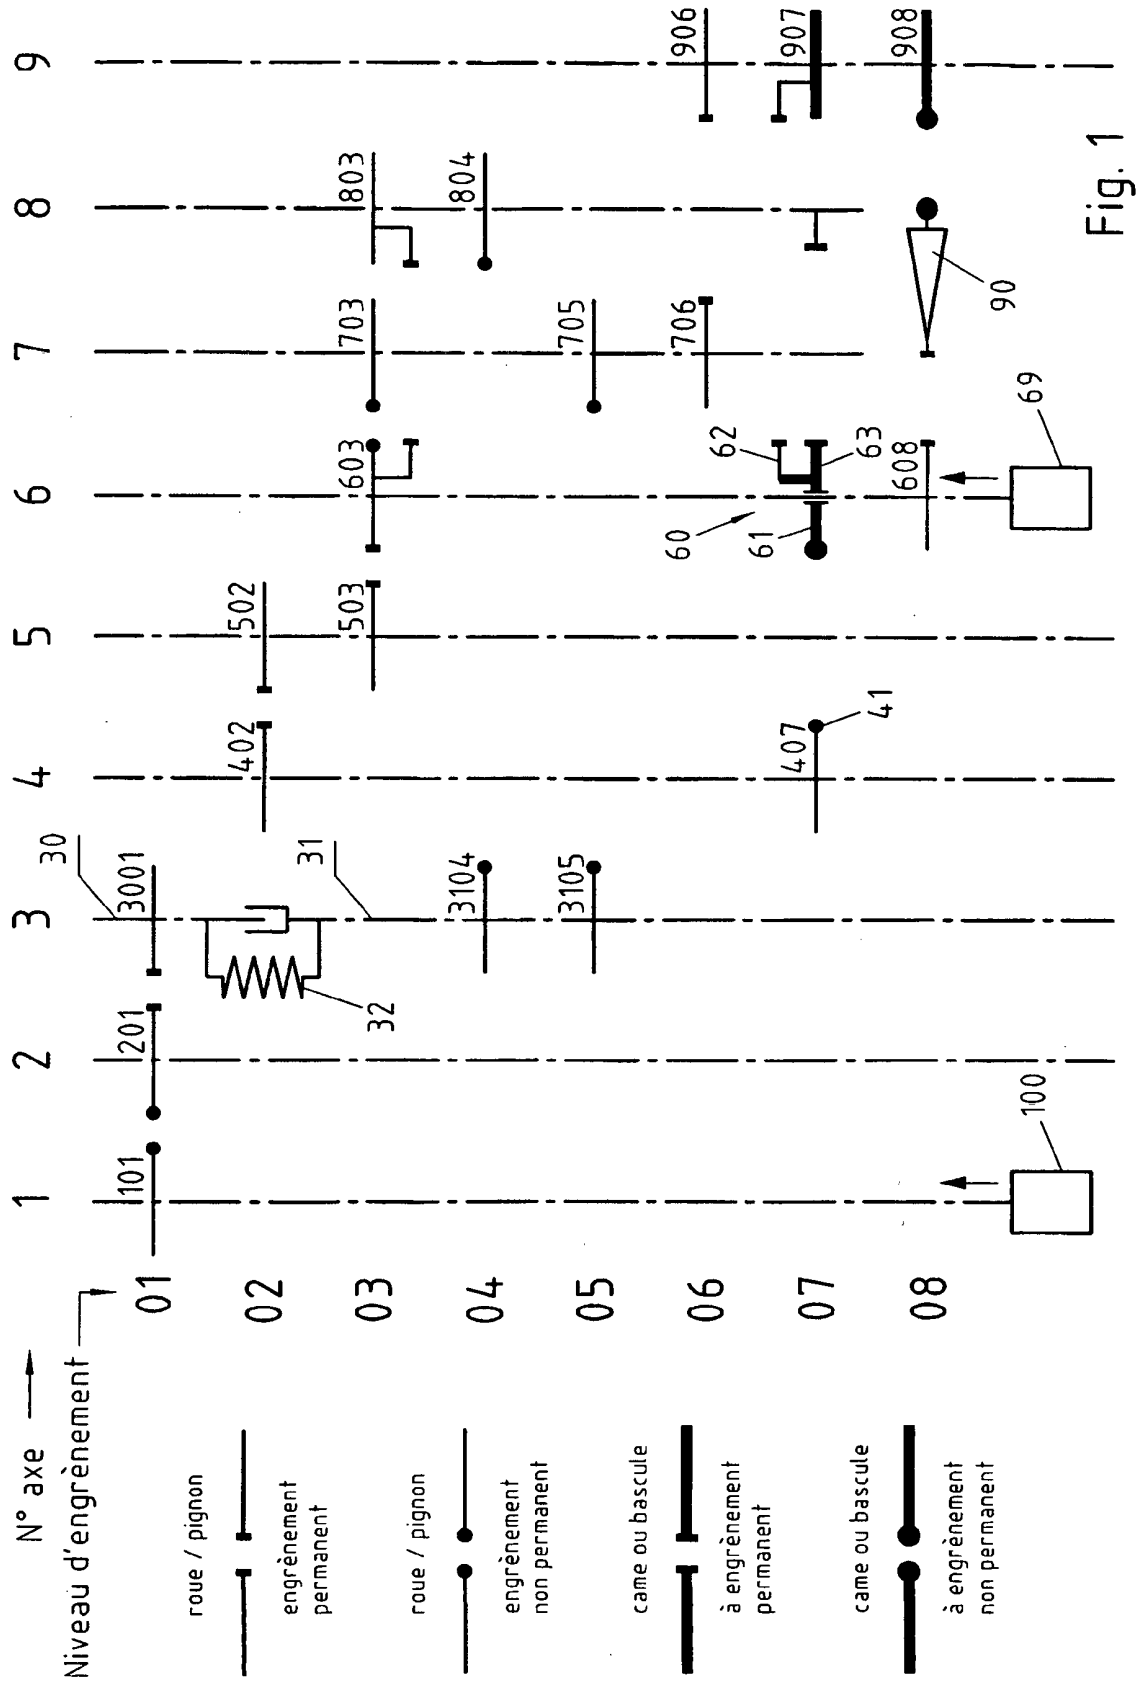 N° axe
1 2 3 4 5 6 7 8 9
Niveau d'engrènement
01
101
201
3001
30
02
402
502
32
31
03
503
603
703
803
04
3104
804
05
3105
705
06
706
906
07
407
41
60
61
62
63
907
08
608
90
908
100
69
roue / pignon
engrènement
permanent
roue / pignon
engrènement
non permanent
came ou bascule
à engrènement
permanent
came ou bascule
à engrènement
non permanent
Fig. 1